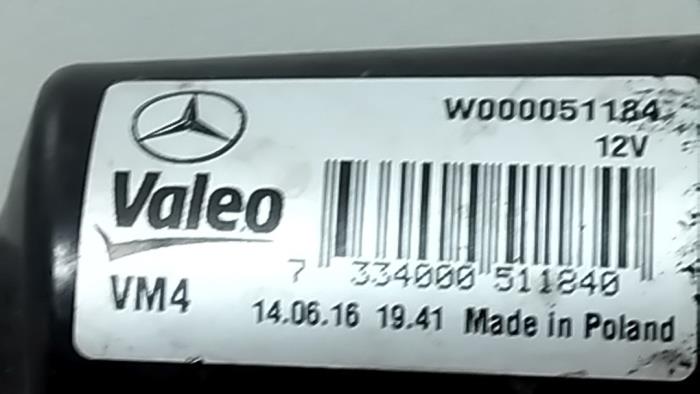 W000051184
12V
Valeo
7 334000 511840
VM4
14.06.16 19.41 Made in Poland